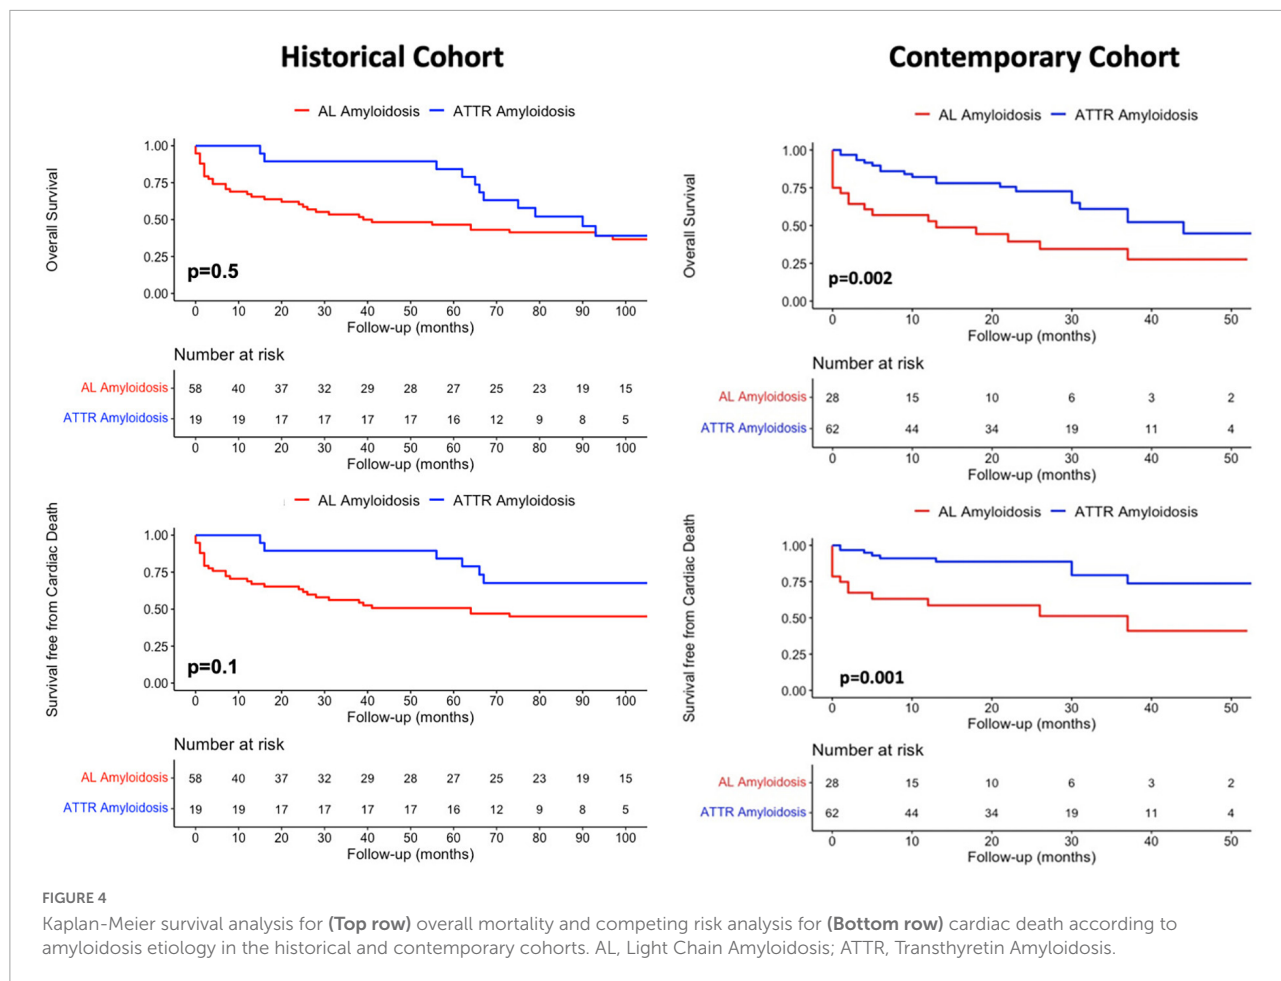 Historical Cohort
Contemporary Cohort
AL Amyloidosis ATTR Amyloidosis
Overall Survival
1.00
0.75
0.50
0.25
0.00
p=0.5
0 10 20 30 40 50 60 70 80 90 100
Follow-up (months)
Number at risk
AL Amyloidosis 58 40 37 32 29 28 27 25 23 19 15
ATTR Amyloidosis 19 19 17 17 17 17 16 12 9 8 5
0 10 20 30 40 50 60 70 80 90 100
Follow-up (months)
AL Amyloidosis ATTR Amyloidosis
Overall Survival
1.00
0.75
0.50
0.25
0.00
p=0.002
0 10 20 30 40 50
Follow-up (months)
Number at risk
AL Amyloidosis 28 15 10 6 3 2
ATTR Amyloidosis 62 44 34 19 11 4
0 10 20 30 40 50
Follow-up (months)
AL Amyloidosis ATTR Amyloidosis
Survival free from Cardiac Death
1.00
0.75
0.50
0.25
0.00
p=0.1
0 10 20 30 40 50 60 70 80 90 100
Follow-up (months)
Number at risk
AL Amyloidosis 58 40 37 32 29 28 27 25 23 19 15
ATTR Amyloidosis 19 19 17 17 17 17 16 12 9 8 5
0 10 20 30 40 50 60 70 80 90 100
Follow-up (months)
AL Amyloidosis ATTR Amyloidosis
Survival free from Cardiac Death
1.00
0.75
0.50
0.25
0.00
p=0.001
0 10 20 30 40 50
Follow-up (months)
Number at risk
AL Amyloidosis 28 15 10 6 3 2
ATTR Amyloidosis 62 44 34 19 11 4
0 10 20 30 40 50
Follow-up (months)
FIGURE 4
Kaplan-Meier survival analysis for (Top row) overall mortality and competing risk analysis for (Bottom row) cardiac death according to
amyloidosis etiology in the historical and contemporary cohorts. AL, Light Chain Amyloidosis; ATTR, Transthyretin Amyloidosis.